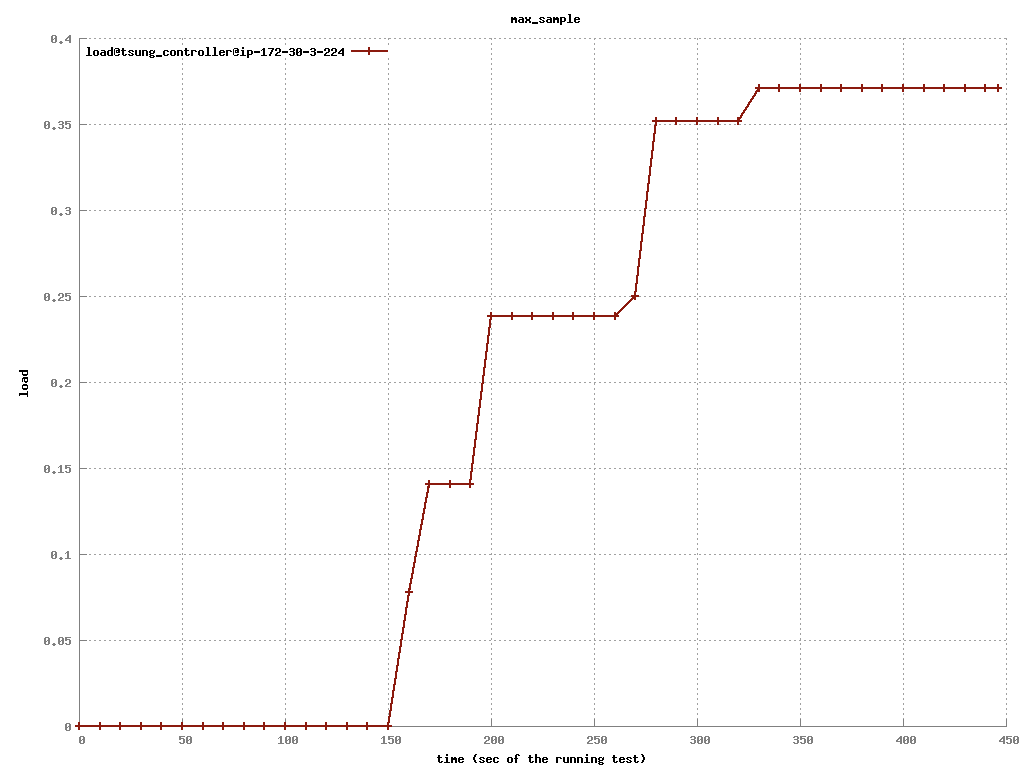 max_sample
load@tsung_controller@ip-172-30-3-224
0.4
0.35
0.3
0.25
0.2
0.15
0.1
0.05
0
load
0 50 100 150 200 250 300 350 400 450
time (sec of the running test)